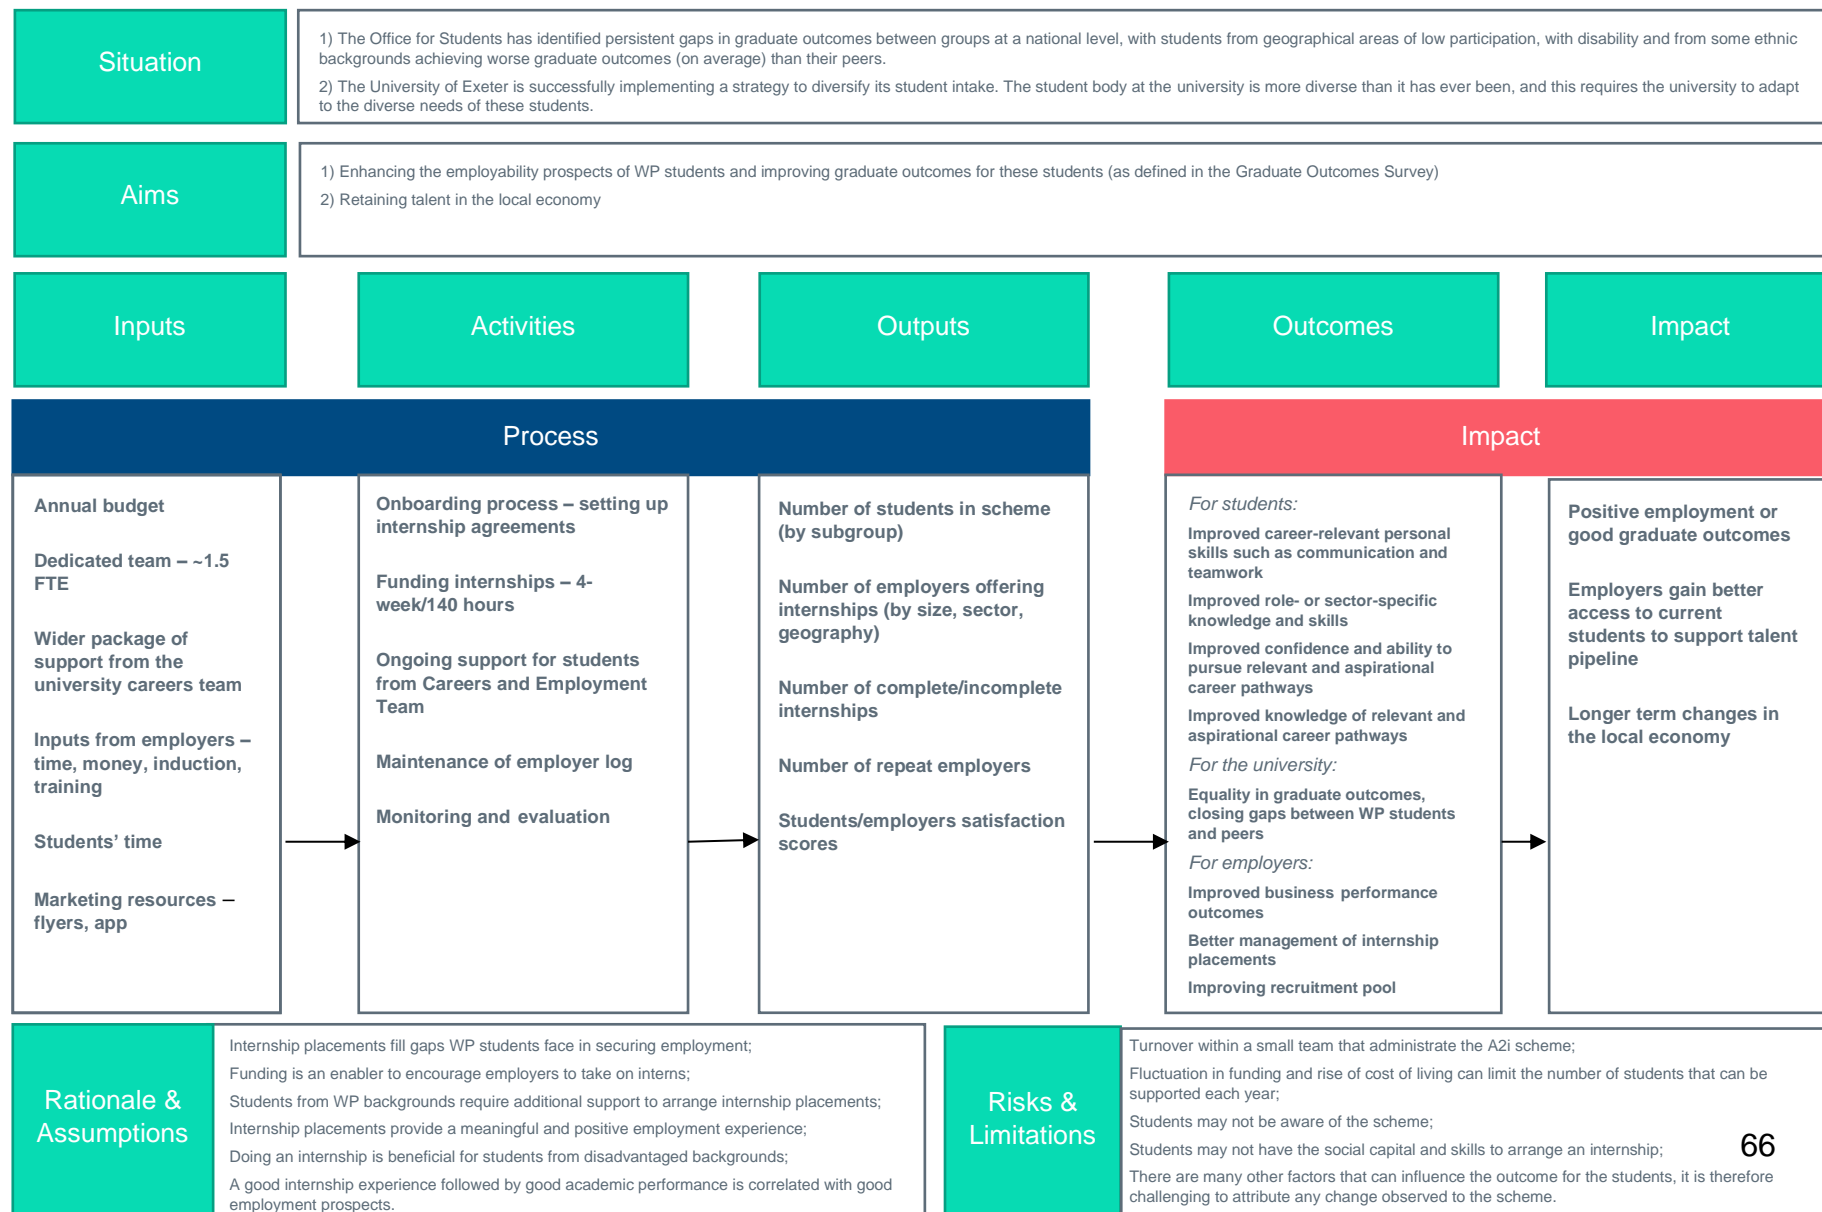 Situation
1) The Office for Students has identified persistent gaps in graduate outcomes between groups at a national level, with students from geographical areas of low participation, with disability and from some ethnic
backgrounds achieving worse graduate outcomes (on average) than their peers.
2) The University of Exeter is successfully implementing a strategy to diversify its student intake. The student body at the university is more diverse than it has ever been, and this requires the university to adapt
to the diverse needs of these students.
Aims
1) Enhancing the employability prospects of WP students and improving graduate outcomes for these students (as defined in the Graduate Outcomes Survey)
2) Retaining talent in the local economy
Inputs
Activities
Outputs
Outcomes
Impact
Process
Impact
Annual budget
Dedicated team – ~1.5
FTE
Wider package of
support from the
university careers team
Inputs from employers –
time, money, induction,
training
Students’ time
Marketing resources –
flyers, app
Onboarding process – setting up
internship agreements
Funding internships – 4-
week/140 hours
Ongoing support for students
from Careers and Employment
Team
Maintenance of employer log
Monitoring and evaluation
Number of students in scheme
(by subgroup)
Number of employers offering
internships (by size, sector,
geography)
Number of complete/incomplete
internships
Number of repeat employers
Students/employers satisfaction
scores
For students:
Improved career-relevant personal
skills such as communication and
teamwork
Improved role- or sector-specific
knowledge and skills
Improved confidence and ability to
pursue relevant and aspirational
career pathways
Improved knowledge of relevant and
aspirational career pathways
For the university:
Equality in graduate outcomes,
closing gaps between WP students
and peers
For employers:
Improved business performance
outcomes
Better management of internship
placements
Improving recruitment pool
Positive employment or
good graduate outcomes
Employers gain better
access to current
students to support talent
pipeline
Longer term changes in
the local economy
Rationale &
Assumptions
Internship placements fill gaps WP students face in securing employment;
Funding is an enabler to encourage employers to take on interns;
Students from WP backgrounds require additional support to arrange internship placements;
Internship placements provide a meaningful and positive employment experience;
Doing an internship is beneficial for students from disadvantaged backgrounds;
A good internship experience followed by good academic performance is correlated with good
employment prospects.
Risks &
Limitations
Turnover within a small team that administrate the A2i scheme;
Fluctuation in funding and rise of cost of living can limit the number of students that can be
supported each year;
Students may not be aware of the scheme;
Students may not have the social capital and skills to arrange an internship;
There are many other factors that can influence the outcome for the students, it is therefore
challenging to attribute any change observed to the scheme.
66